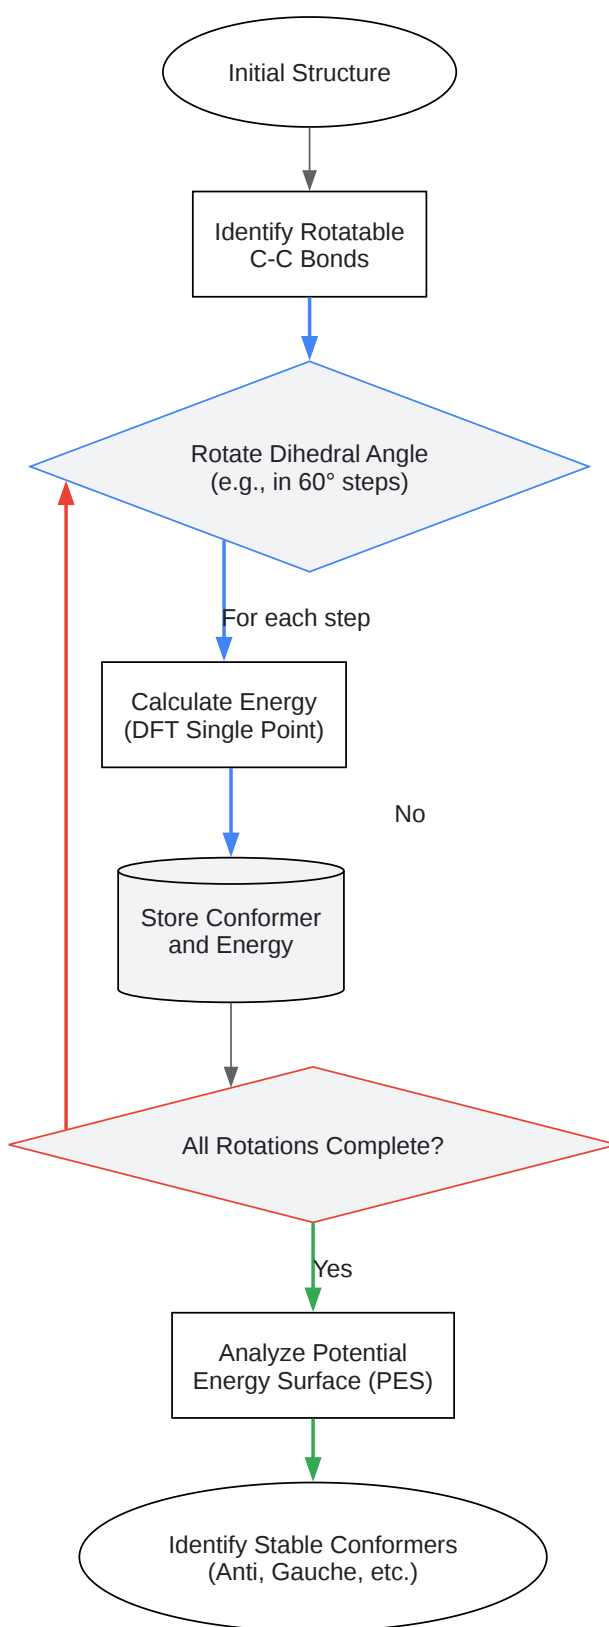 Initial Structure
Identify Rotatable
C-C Bonds
Rotate Dihedral Angle
(e.g., in 60° steps)
For each step
Calculate Energy
(DFT Single Point)
No
Store Conformer
and Energy
All Rotations Complete?
Yes
Analyze Potential
Energy Surface (PES)
Identify Stable Conformers
(Anti, Gauche, etc.)